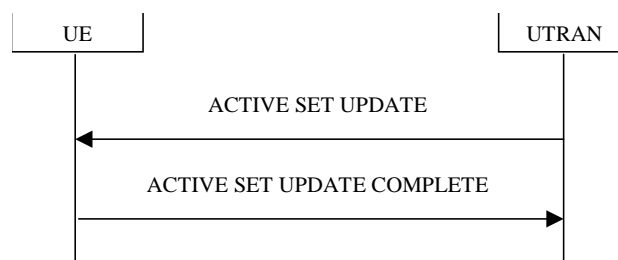 UE
UTRAN
ACTIVE SET UPDATE
ACTIVE SET UPDATE COMPLETE